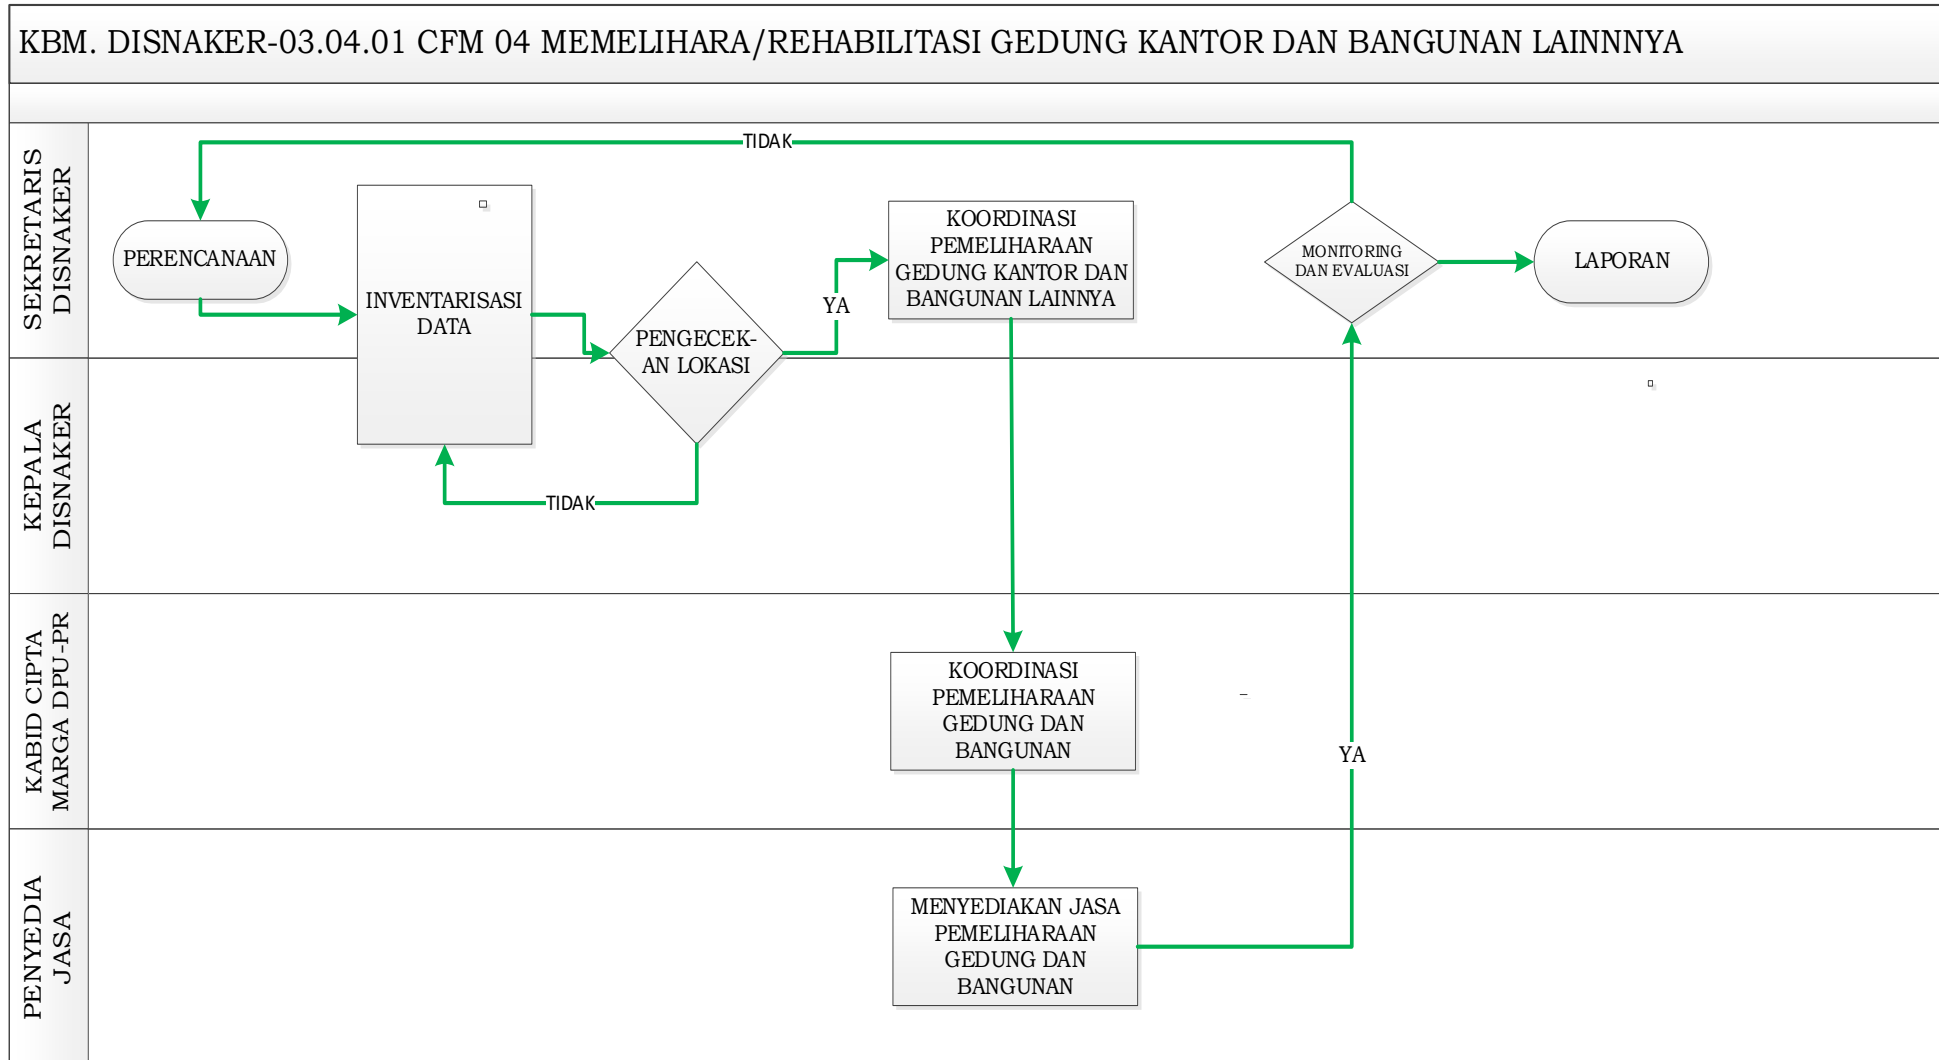 KBM. DISNAKER-03.04.01 CFM 04 MEMELIHARA/REHABILITASI GEDUNG KANTOR DAN BANGUNAN LAINNNYA
SEKRETARIS
DISNAKER
TIDAK
PERENCANAAN
INVENTARISASI
DATA
PENGECEK-
AN LOKASI
YA
KOORDINASI
PEMELIHARAAN
GEDUNG KANTOR DAN
BANGUNAN LAINNYA
MONITORING
DAN EVALUASI
LAPORAN
KEPALA
DISNAKER
TIDAK
KABID CIPTA
MARGA DPU-PR
KOORDINASI
PEMELIHARAAN
GEDUNG DAN
BANGUNAN
YA
PENYEDIA
JASA
MENYEDIAKAN JASA
PEMELIHARAAN
GEDUNG DAN
BANGUNAN